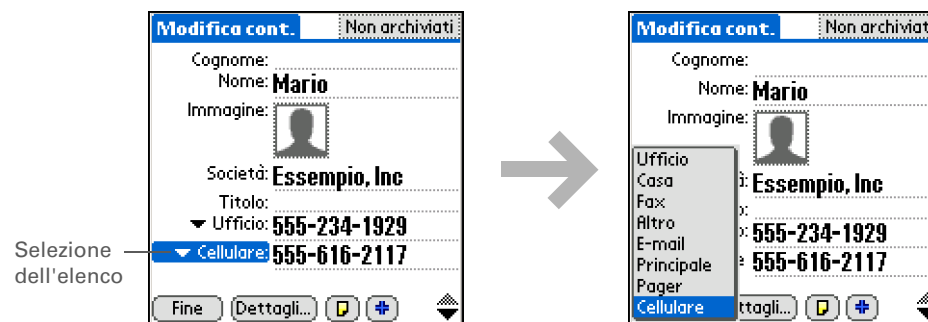 Modifica cont. Non archiviati
Cognome:
Nome: Mario
Immagine:
Società: Essempio, Inc
Titolo:
Ufficio: 555-234-1929
Cellulare: 555-616-2117
Fine Dettagli...
Selezione
dell'elenco
Modifica cont. Non archiviat
Cognome:
Nome: Mario
Immagine:
Ufficio
Casa
Fax
Altro
E-mail
Principale
Pager
Cellulare
à: Essempio, Inc
o:
o: 555-234-1929
e 555-616-2117
ttagli...